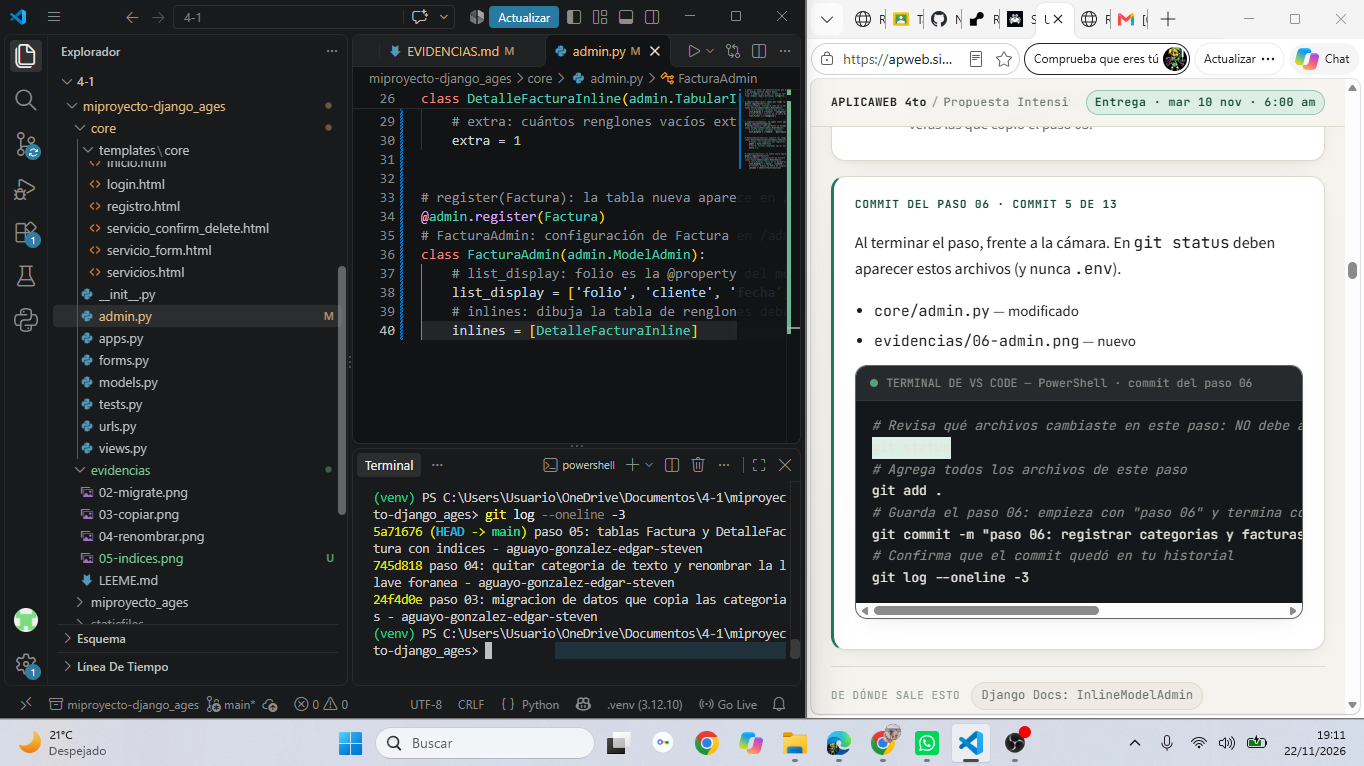 4-1
Actualizar
Explorador
4-1
miproyecto-django_ages
core
templates\core
inicio.html
login.html
registro.html
servicio_confirm_delete.html
servicio_form.html
servicios.html
__init__.py
admin.py M
apps.py
forms.py
models.py
tests.py
urls.py
views.py
evidencias
02-migrate.png
03-copiar.png
04-renombrar.png
05-indices.png U
LEEME.md
miproyecto_ages
staticfiles
Esquema
Línea De Tiempo
EVIDENCIAS.md M
admin.py M
miproyecto-django_ages > core > admin.py > FacturaAdmin
26 class DetalleFacturaInline(admin.TabularI
29 # extra: cuántos renglones vacíos ext
30 extra = 1
31
32
33 # register(Factura): la tabla nueva aparece en
34 @admin.register(Factura)
35 # FacturaAdmin: configuración de Factura en /ad
36 class FacturaAdmin(admin.ModelAdmin):
37 # list_display: folio es la @property del mo
38 list_display = ['folio', 'cliente', 'fecha'
39 # inlines: dibuja la tabla de renglones deb
40 inlines = [DetalleFacturaInline]
Terminal
powershell
(venv) PS C:\Users\Usuario\OneDrive\Documentos\4-1\miproyec
to-django_ages> git log --oneline -3
5a71676 (HEAD -> main) paso 05: tablas Factura y DetalleFac
tura con indices - aguayo-gonzalez-edgar-steven
745d818 paso 04: quitar categoria de texto y renombrar la l
lave foranea - aguayo-gonzalez-edgar-steven
24f4d0e paso 03: migracion de datos que copia las categoria
s - aguayo-gonzalez-edgar-steven
(venv) PS C:\Users\Usuario\OneDrive\Documentos\4-1\miproyec
to-django_ages>
miproyecto-django_ages main* 0 0 UTF-8 CRLF { } Python .venv (3.12.10) Go Live
https://apweb.si...
Comprueba que eres tú
Actualizar
Chat
APLICAWEB 4to / Propuesta Intensi
Entrega · mar 10 nov · 6:00 am
verás las que copió el paso 03.
COMMIT DEL PASO 06 · COMMIT 5 DE 13
Al terminar el paso, frente a la cámara. En git status deben
aparecer estos archivos (y nunca .env).
• core/admin.py — modificado
• evidencias/06-admin.png — nuevo
TERMINAL DE VS CODE — PowerShell · commit del paso 06
# Revisa qué archivos cambiaste en este paso: NO debe a
# Agrega todos los archivos de este paso
git add .
# Guarda el paso 06: empieza con "paso 06" y termina co
git commit -m "paso 06: registrar categorias y facturas
# Confirma que el commit quedó en tu historial
git log --oneline -3
DE DÓNDE SALE ESTO
Django Docs: InlineModelAdmin
21°C
Despejado
Buscar
19:11
22/11/2026